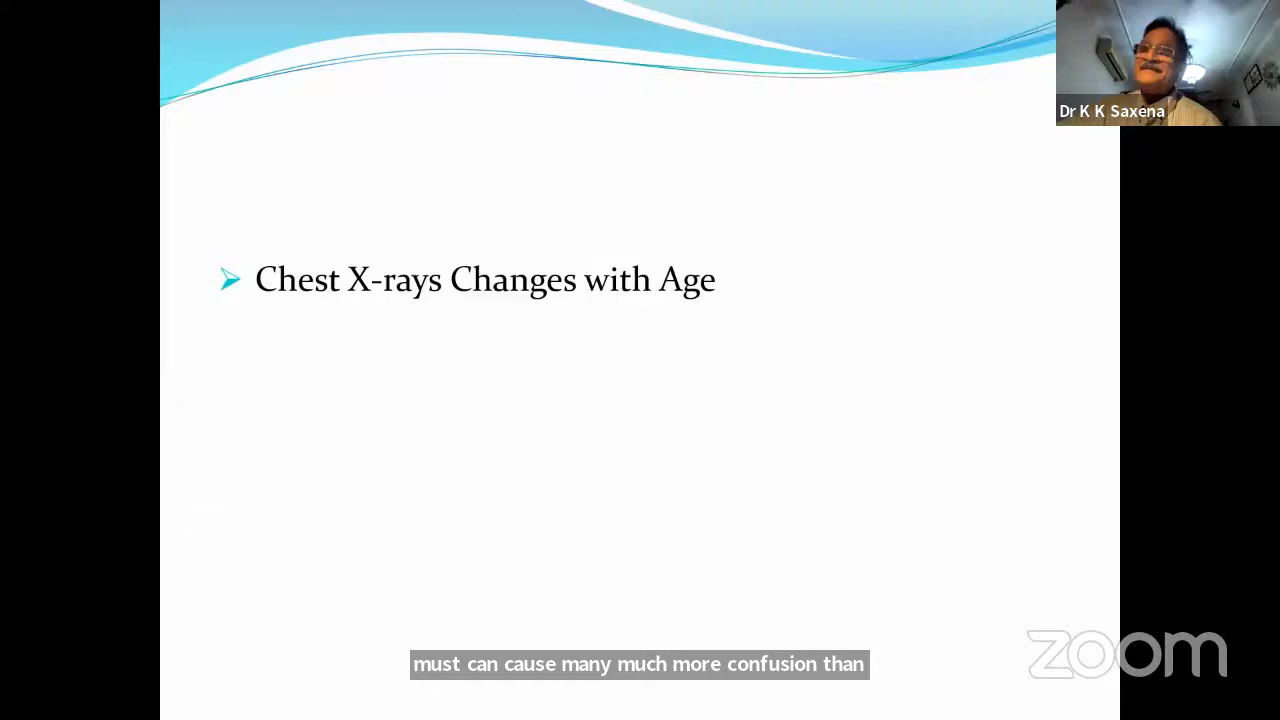 Dr K K Saxena
Chest X-rays Changes with Age
must can cause many much more confusion than
zoom